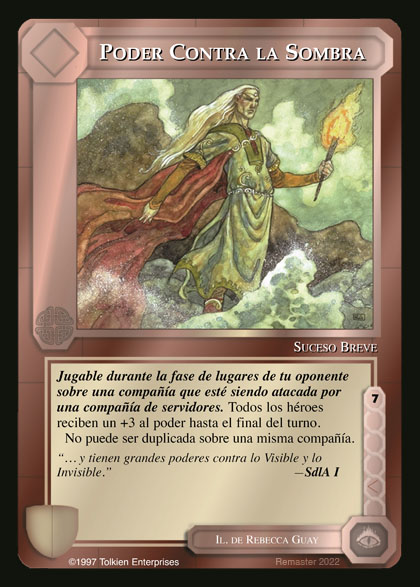 Poder Contra la Sombra
Suceso Breve
Jugable durante la fase de lugares de tu oponente
sobre una compañía que esté siendo atacada por
una compañía de servidores. Todos los héroes
reciben un +3 al poder hasta el final del turno.
No puede ser duplicada sobre una misma compañía.
“… y tienen grandes poderes contra lo Visible y lo
Invisible.” —SdlA I
7
Il. de Rebecca Guay
©1997 Tolkien Enterprises
Remaster 2022